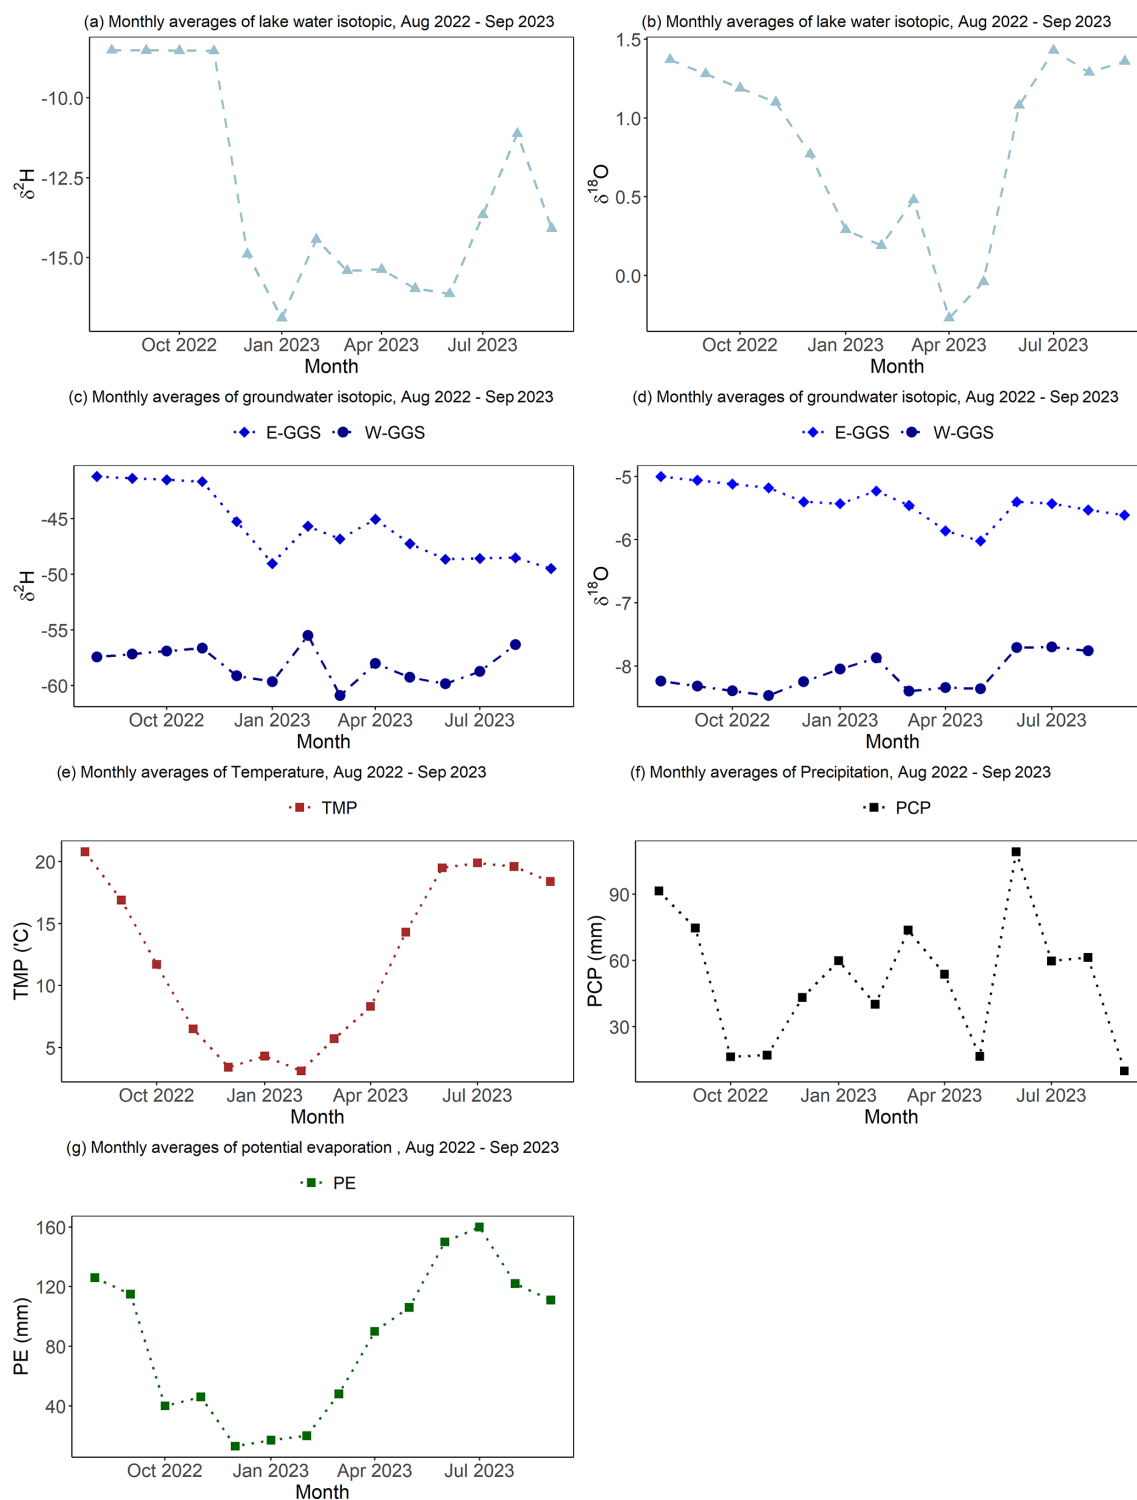 (a) Monthly averages of lake water isotopic, Aug 2022 - Sep 2023
-10.0
-12.5
-15.0
δ²H
Oct 2022 Jan 2023 Apr 2023 Jul 2023
Month
(b) Monthly averages of lake water isotopic, Aug 2022 - Sep 2023
1.5
1.0
0.5
0.0
δ¹⁸O
Oct 2022 Jan 2023 Apr 2023 Jul 2023
Month
(c) Monthly averages of groundwater isotopic, Aug 2022 - Sep 2023
E-GGS W-GGS
-45
-50
-55
-60
δ²H
Oct 2022 Jan 2023 Apr 2023 Jul 2023
Month
(d) Monthly averages of groundwater isotopic, Aug 2022 - Sep 2023
E-GGS W-GGS
-5
-6
-7
-8
δ¹⁸O
Oct 2022 Jan 2023 Apr 2023 Jul 2023
Month
(e) Monthly averages of Temperature, Aug 2022 - Sep 2023
TMP
20
15
10
5
TMP ('C)
Oct 2022 Jan 2023 Apr 2023 Jul 2023
Month
(f) Monthly averages of Precipitation, Aug 2022 - Sep 2023
PCP
90
60
30
PCP (mm)
Oct 2022 Jan 2023 Apr 2023 Jul 2023
Month
(g) Monthly averages of potential evaporation , Aug 2022 - Sep 2023
PE
160
120
80
40
PE (mm)
Oct 2022 Jan 2023 Apr 2023 Jul 2023
Month